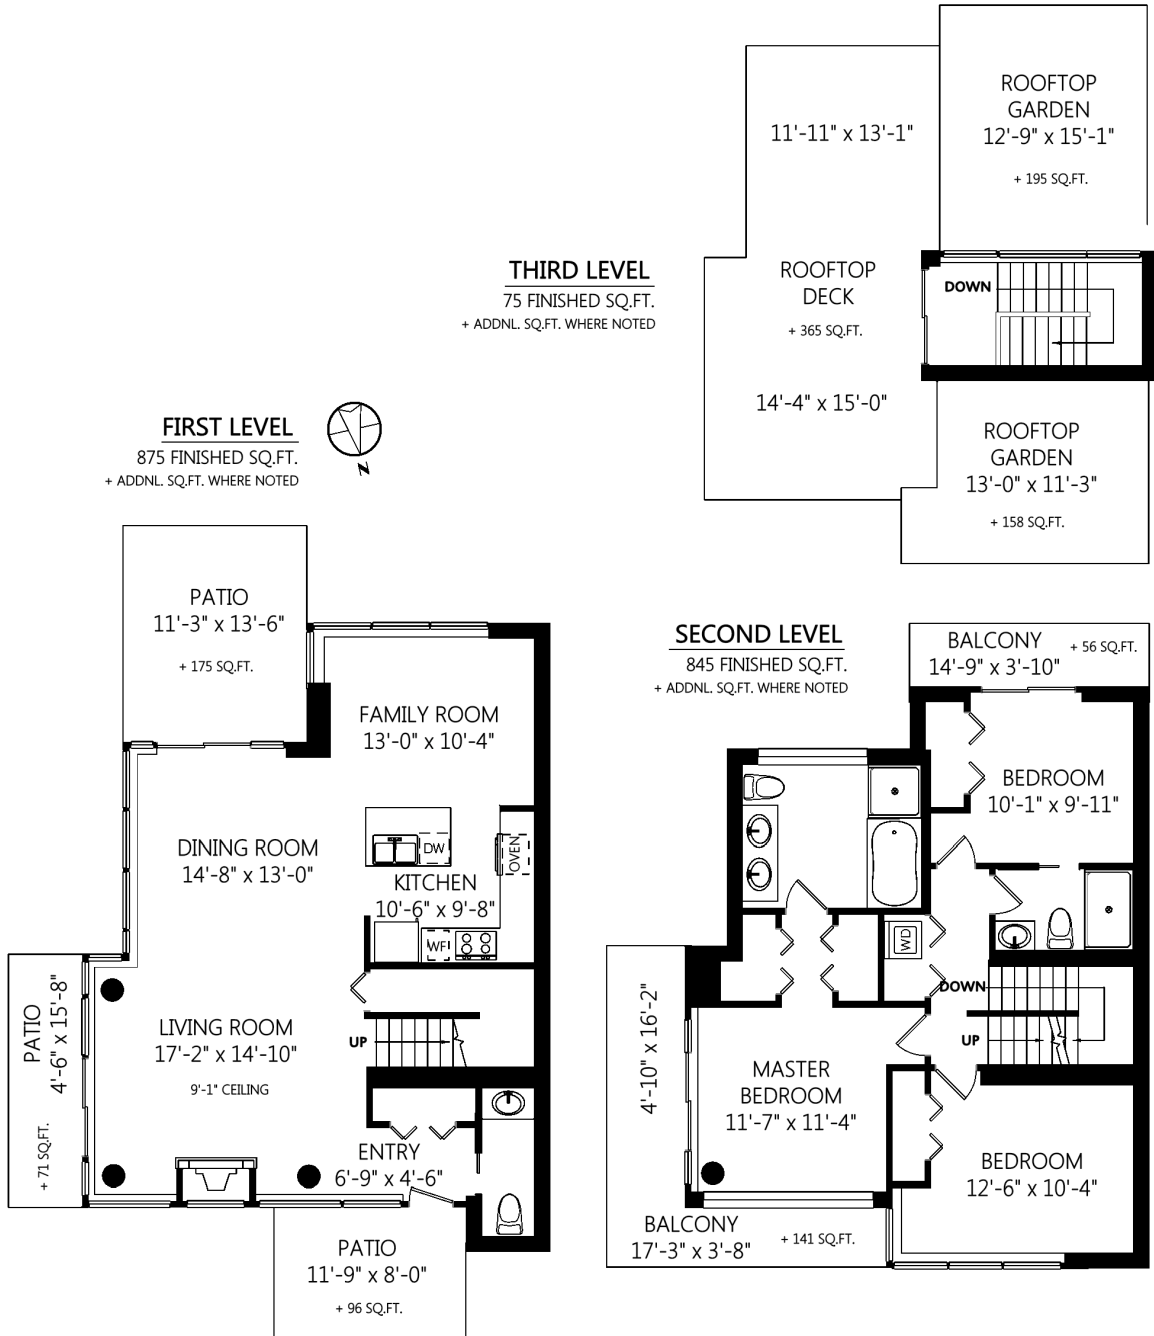 ROOFTOP
GARDEN
12'-9" x 15'-1"
+ 195 SQ.FT.
11'-11" x 13'-1"
ROOFTOP
DECK
+ 365 SQ.FT.
14'-4" x 15'-0"
DOWN
ROOFTOP
GARDEN
13'-0" x 11'-3"
+ 158 SQ.FT.
THIRD LEVEL
75 FINISHED SQ.FT.
+ ADDNL. SQ.FT. WHERE NOTED
FIRST LEVEL
875 FINISHED SQ.FT.
+ ADDNL. SQ.FT. WHERE NOTED
N
PATIO
11'-3" x 13'-6"
+ 175 SQ.FT.
FAMILY ROOM
13'-0" x 10'-4"
DINING ROOM
14'-8" x 13'-0"
DW
OVEN
KITCHEN
10'-6" x 9'-8"
WF
PATIO
4'-6" x 15'-8"
+ 71 SQ.FT.
LIVING ROOM
17'-2" x 14'-10"
9'-1" CEILING
UP
ENTRY
6'-9" x 4'-6"
PATIO
11'-9" x 8'-0"
+ 96 SQ.FT.
SECOND LEVEL
845 FINISHED SQ.FT.
+ ADDNL. SQ.FT. WHERE NOTED
BALCONY
14'-9" x 3'-10"
+ 56 SQ.FT.
BEDROOM
10'-1" x 9'-11"
WD
DOWN
UP
4'-10" x 16'-2"
MASTER
BEDROOM
11'-7" x 11'-4"
BEDROOM
12'-6" x 10'-4"
BALCONY
17'-3" x 3'-8"
+ 141 SQ.FT.